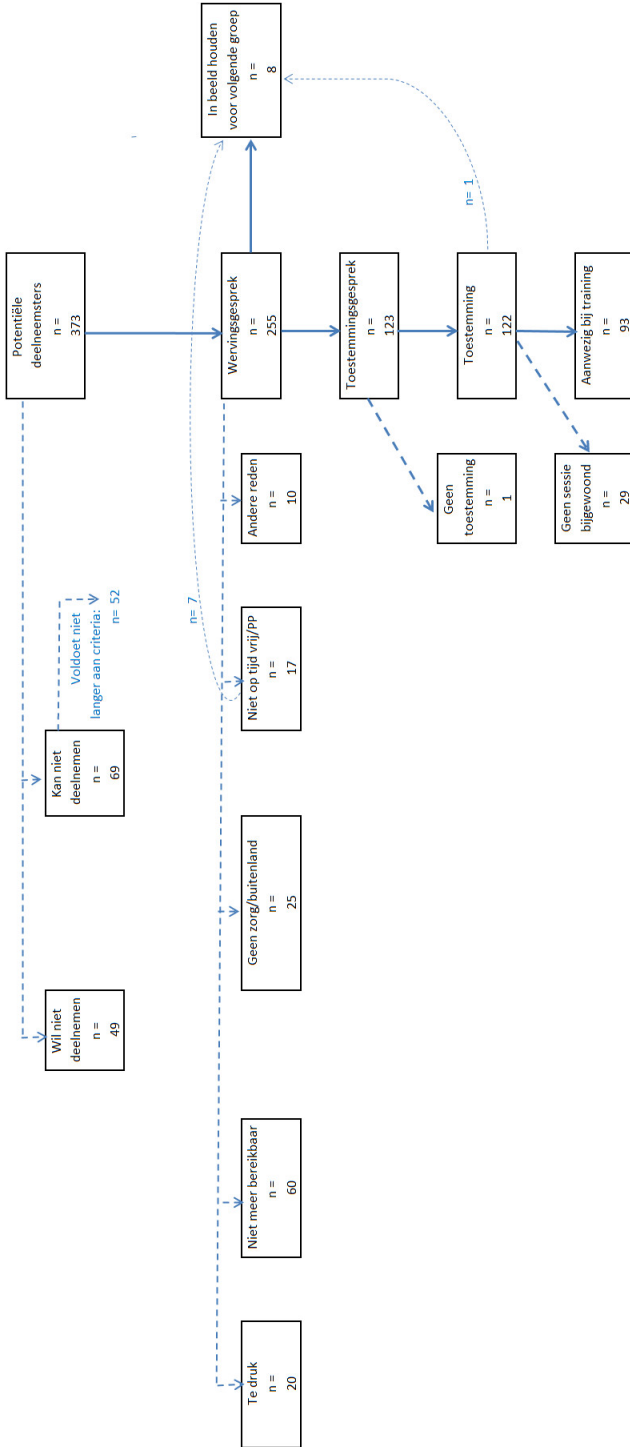 Potentiële
deelneemsters
n =
373
Wil niet
deelnemen
n =
49
Kan niet
deelnemen
n =
69
Voldoet niet
langer aan criteria:
n= 52
Te druk
n =
20
Niet meer bereikbaar
n =
60
Geen zorg/buitenland
n =
25
Niet op tijd vrij/PP
n =
17
n= 7
Andere reden
n =
10
Wervingsgesprek
n =
255
In beeld houden
voor volgende groep
n =
8
Toestemmingsgesprek
n =
123
Geen
toestemming
n =
1
Toestemming
n =
122
n= 1
Geen sessie
bijgewoond
n =
29
Aanwezig bij training
n =
93